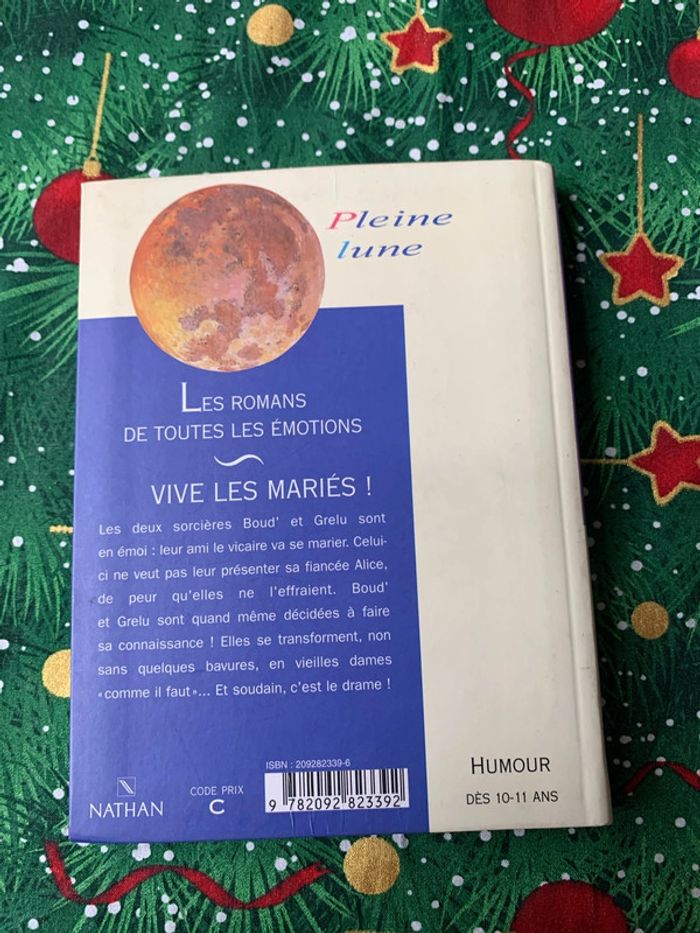 Pleine
lune
LES ROMANS
DE TOUTES LES ÉMOTIONS
VIVE LES MARIÉS !
Les deux sorcières Boud' et Grelu sont
en émoi : leur ami le vicaire va se marier. Celui-
ci ne veut pas leur présenter sa fiancée Alice,
de peur qu'elles ne l'effraient. Boud'
et Grelu sont quand même décidées à faire
sa connaissance ! Elles se transforment, non
sans quelques bavures, en vieilles dames
« comme il faut »... Et soudain, c'est le drame !
NATHAN
CODE PRIX
C
ISBN : 209282339-6
9 782092 823392
HUMOUR
DÈS 10-11 ANS